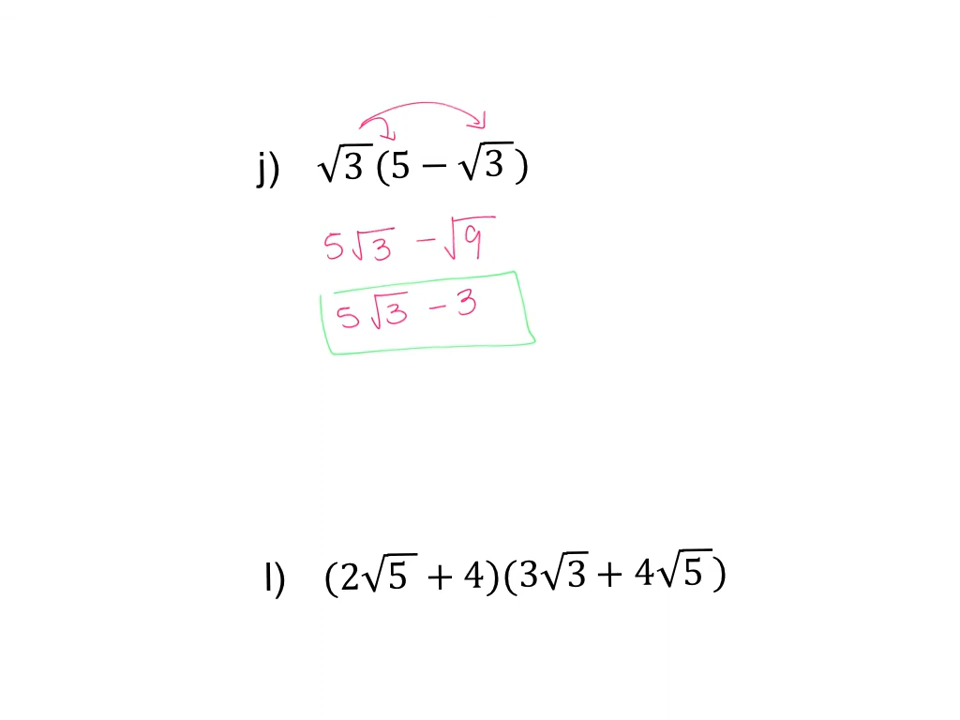 j) √3(5 − √3)
5√3 − √9
5√3 − 3
l) (2√5 + 4)(3√3 + 4√5)